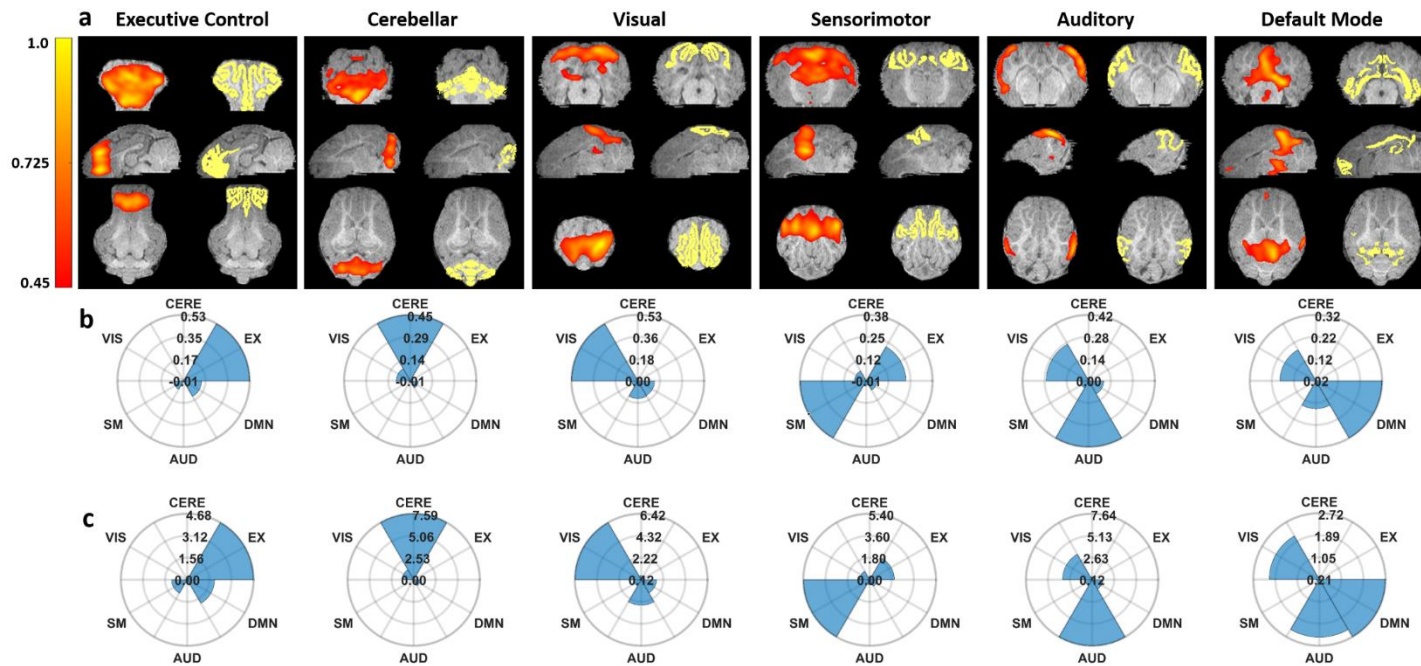 a Executive Control Cerebellar Visual Sensorimotor Auditory Default Mode
1.0
0.725
0.45
b
CERE
0.53
VIS 0.35 EX
0.17
-0.01
SM DMN
AUD
CERE
0.45
VIS 0.29 EX
0.14
-0.01
SM DMN
AUD
CERE
0.53
VIS 0.36 EX
0.18
0.00
SM DMN
AUD
CERE
0.38
VIS 0.25 EX
0.12
-0.01
SM DMN
AUD
CERE
0.42
VIS 0.28 EX
0.14
0.00
SM DMN
AUD
CERE
0.32
VIS 0.22 EX
0.12
0.02
SM DMN
AUD
c
CERE
4.68
VIS 3.12 EX
1.56
0.00
SM DMN
AUD
CERE
7.59
VIS 5.06 EX
2.53
0.00
SM DMN
AUD
CERE
6.42
VIS 4.32 EX
2.22
0.12
SM DMN
AUD
CERE
5.40
VIS 3.60 EX
1.80
0.00
SM DMN
AUD
CERE
7.64
VIS 5.13 EX
2.63
0.12
SM DMN
AUD
CERE
2.72
VIS 1.89 EX
1.05
0.21
SM DMN
AUD